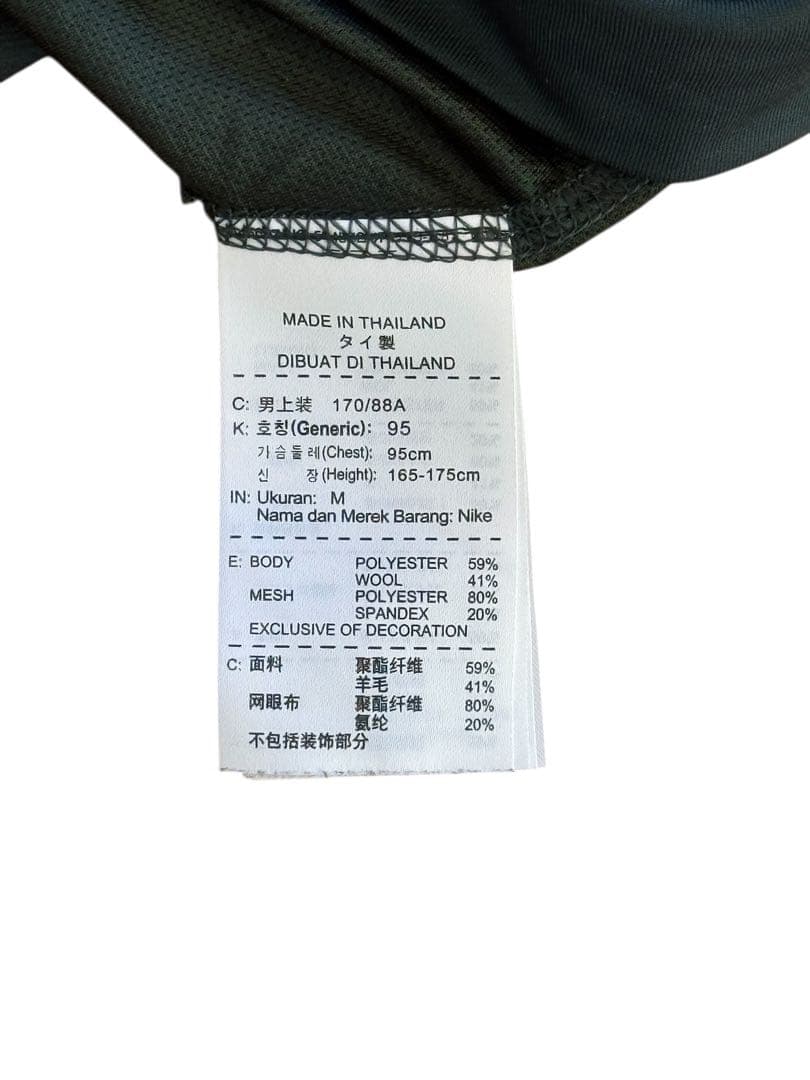 MADE IN THAILAND
タイ製
DIBUAT DI THAILAND
C: 男上装 170/88A
K: 호칭(Generic): 95
가슴둘레(Chest): 95cm
신 장(Height): 165-175cm
IN: Ukuran: M
Nama dan Merek Barang: Nike
E: BODY POLYESTER 59%
WOOL 41%
MESH POLYESTER 80%
SPANDEX 20%
EXCLUSIVE OF DECORATION
C: 面料 聚酯纤维 59%
羊毛 41%
网眼布 聚酯纤维 80%
氨纶 20%
不包括装饰部分